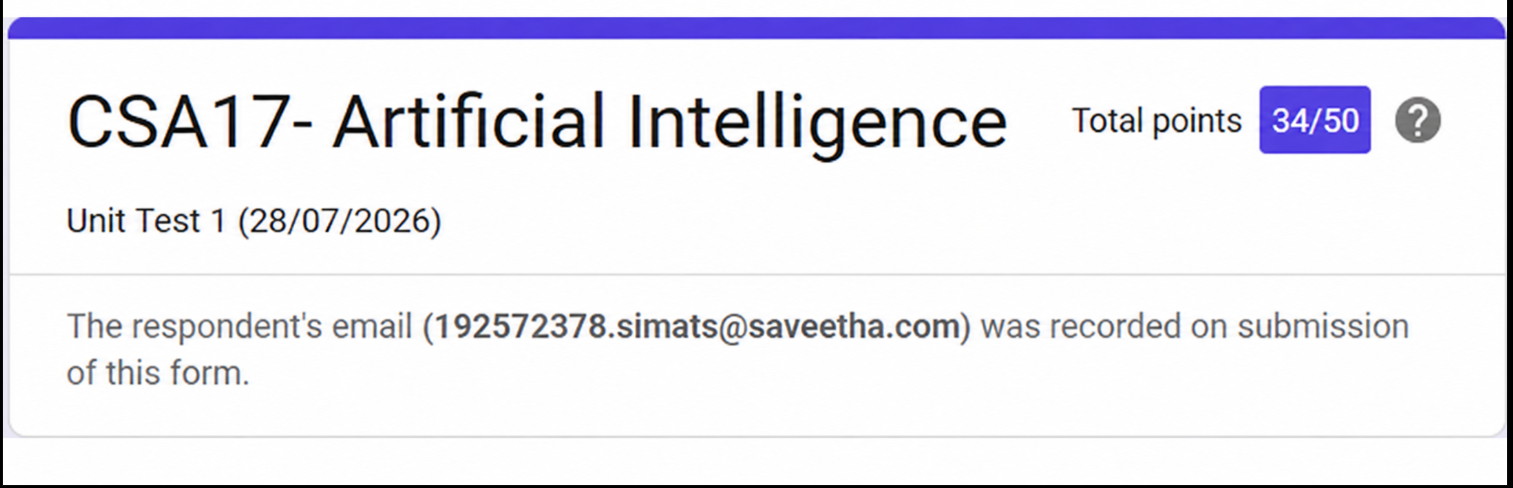 CSA17- Artificial Intelligence
Total points 34/50 ?
Unit Test 1 (28/07/2026)
The respondent's email (192572378.simats@saveetha.com) was recorded on submission
of this form.